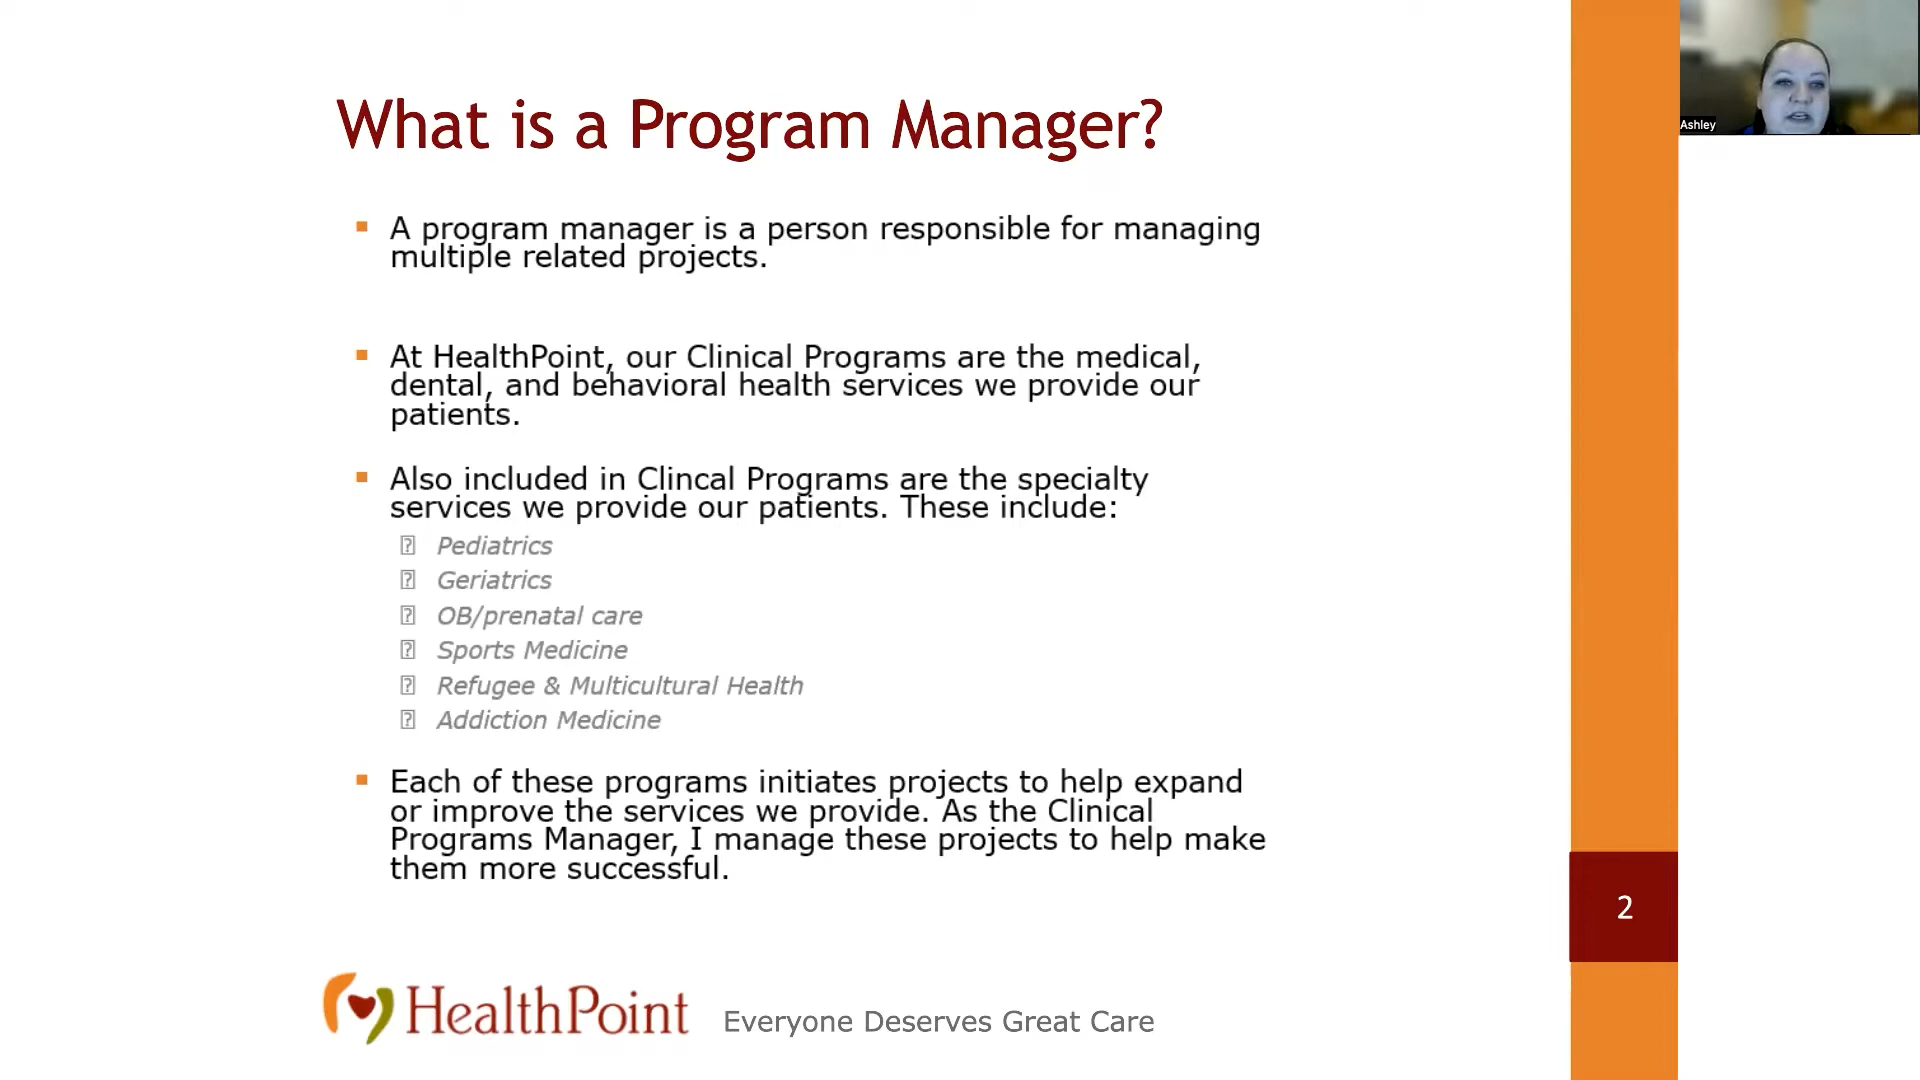 What is a Program Manager?
Ashley
▪ A program manager is a person responsible for managing
multiple related projects.
▪ At HealthPoint, our Clinical Programs are the medical,
dental, and behavioral health services we provide our
patients.
▪ Also included in Clincal Programs are the specialty
services we provide our patients. These include:
Pediatrics
Geriatrics
OB/prenatal care
Sports Medicine
Refugee & Multicultural Health
Addiction Medicine
▪ Each of these programs initiates projects to help expand
or improve the services we provide. As the Clinical
Programs Manager, I manage these projects to help make
them more successful.
2
HealthPoint Everyone Deserves Great Care